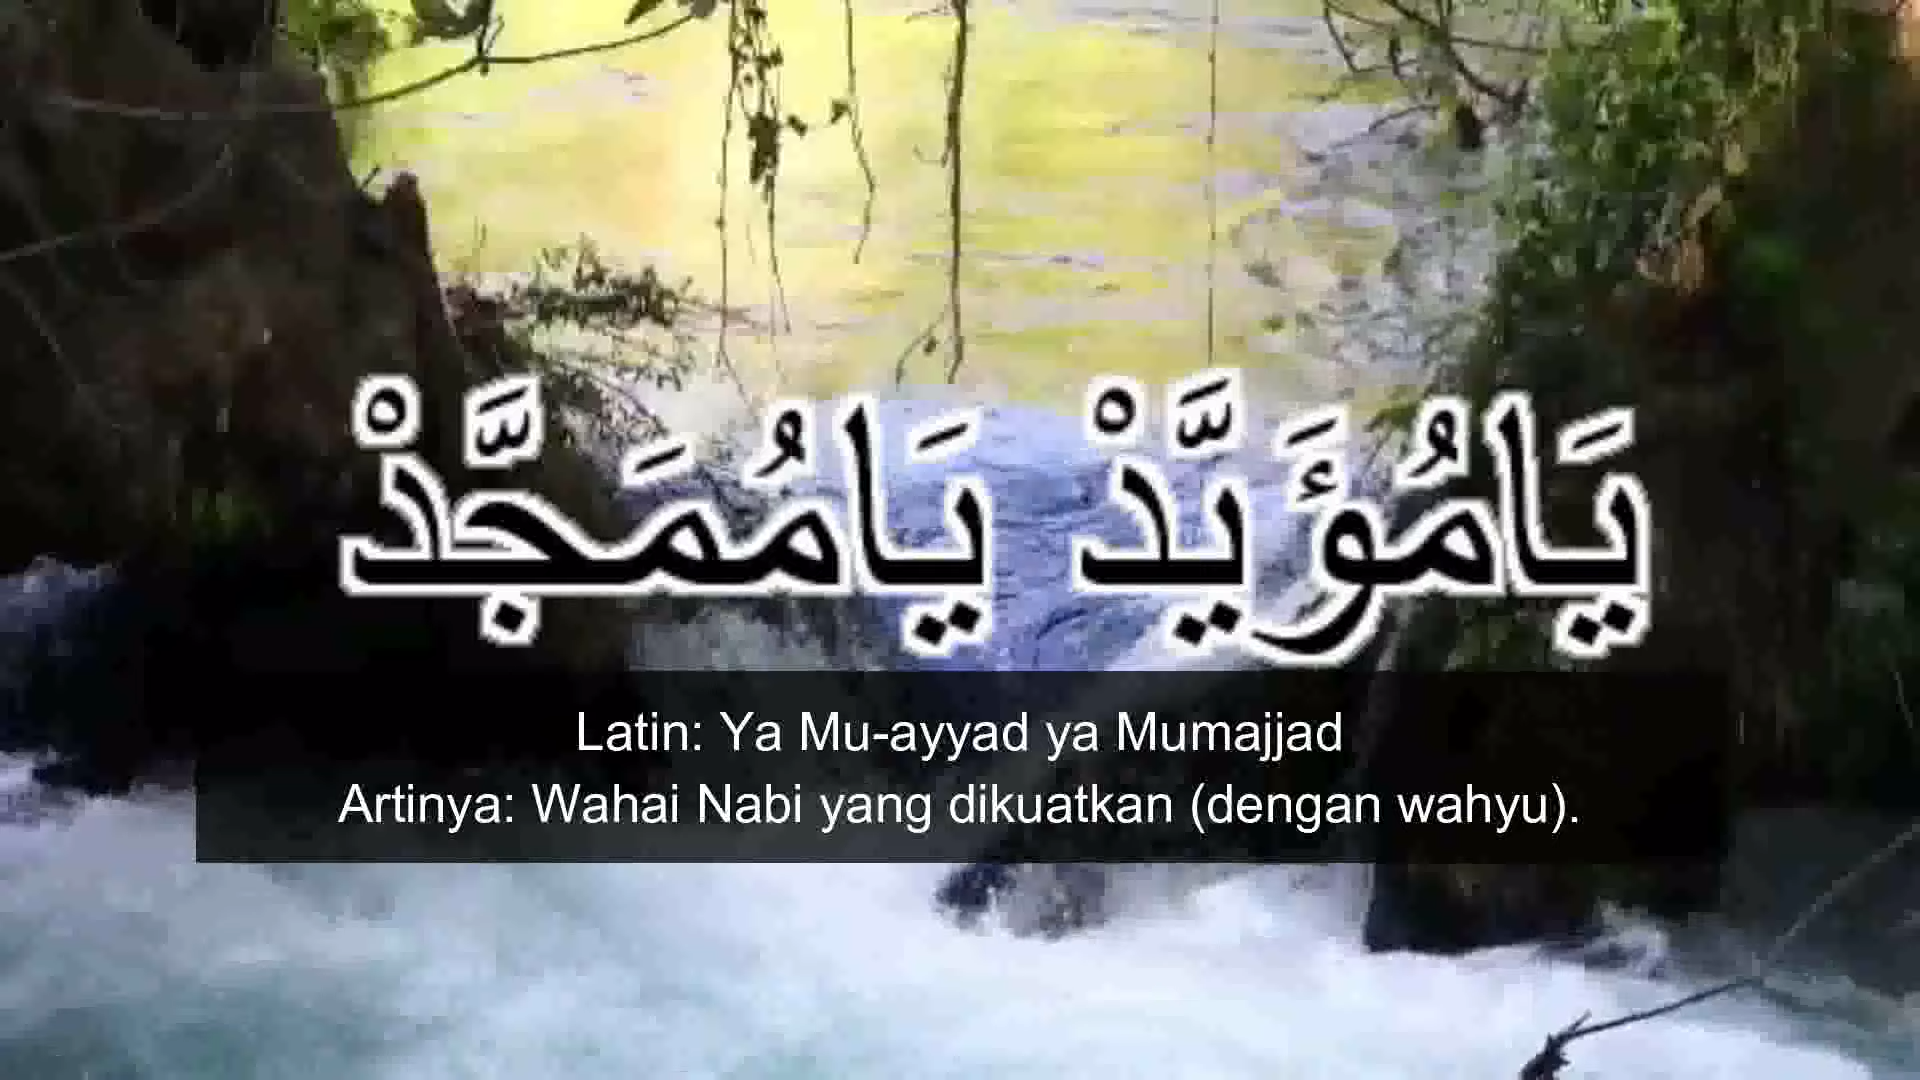 يَامُؤَيَّدْ يَامُمَجَّدْ
Latin: Ya Mu-ayyad ya Mumajjad
Artinya: Wahai Nabi yang dikuatkan (dengan wahyu).